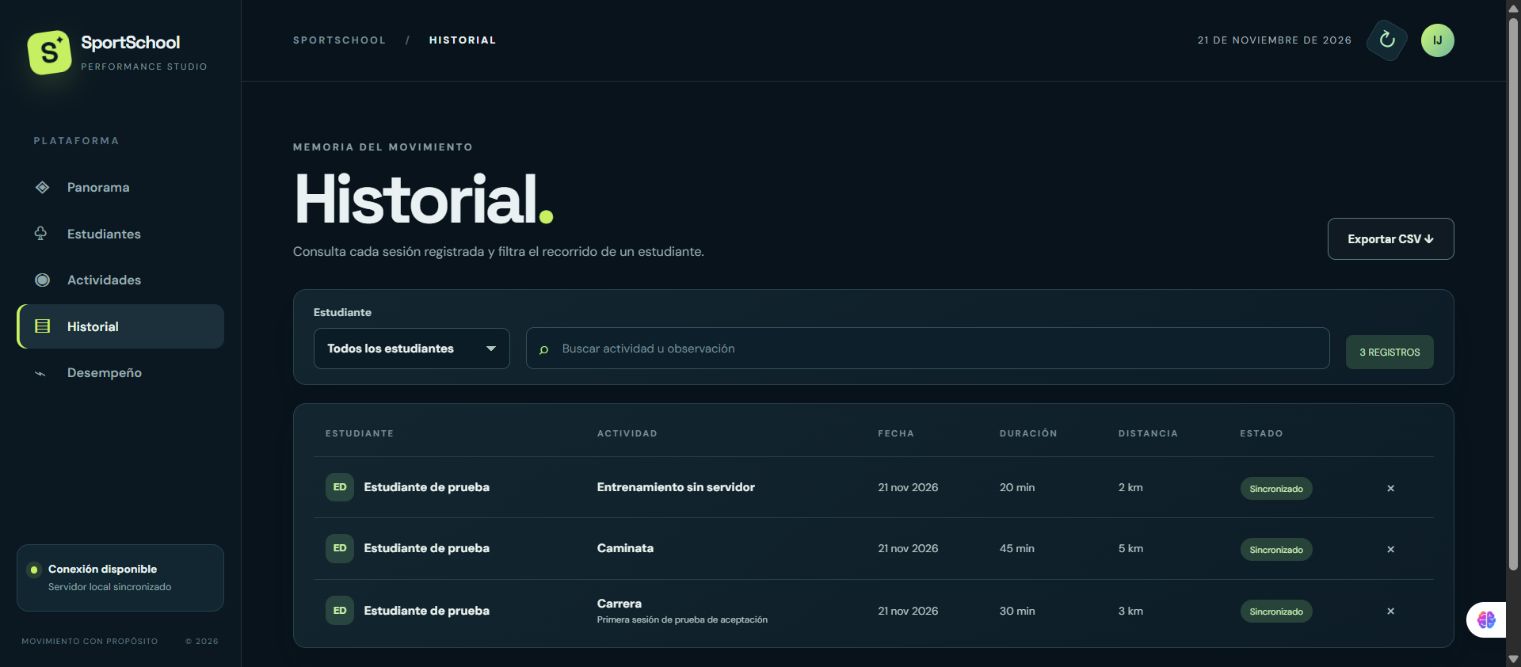 S
SportSchool
PERFORMANCE STUDIO
SPORTSCHOOL / HISTORIAL
21 DE NOVIEMBRE DE 2026
IJ
PLATAFORMA
Panorama
Estudiantes
Actividades
Historial
Desempeño
Conexión disponible
Servidor local sincronizado
MOVIMIENTO CON PROPÓSITO © 2026
MEMORIA DEL MOVIMIENTO
Historial.
Consulta cada sesión registrada y filtra el recorrido de un estudiante.
Exportar CSV ↓
Estudiante
Todos los estudiantes
Buscar actividad u observación
3 REGISTROS
ESTUDIANTE ACTIVIDAD FECHA DURACIÓN DISTANCIA ESTADO
ED Estudiante de prueba Entrenamiento sin servidor 21 nov 2026 20 min 2 km Sincronizado ×
ED Estudiante de prueba Caminata 21 nov 2026 45 min 5 km Sincronizado ×
ED Estudiante de prueba Carrera 21 nov 2026 30 min 3 km Sincronizado ×
Primera sesión de prueba de aceptación